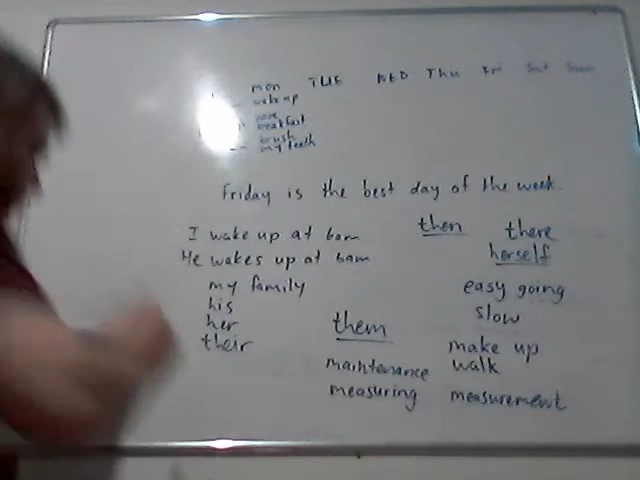 mon TUE WED Thu Fri Sat Sun
wake up
have
breakfast
brush
my teeth
Friday is the best day of the week.
I wake up at 6am
He wakes up at 6am
then there
herself
my family
his
her
their
them
easy going
slow
make up
maintenance walk
measuring measurement